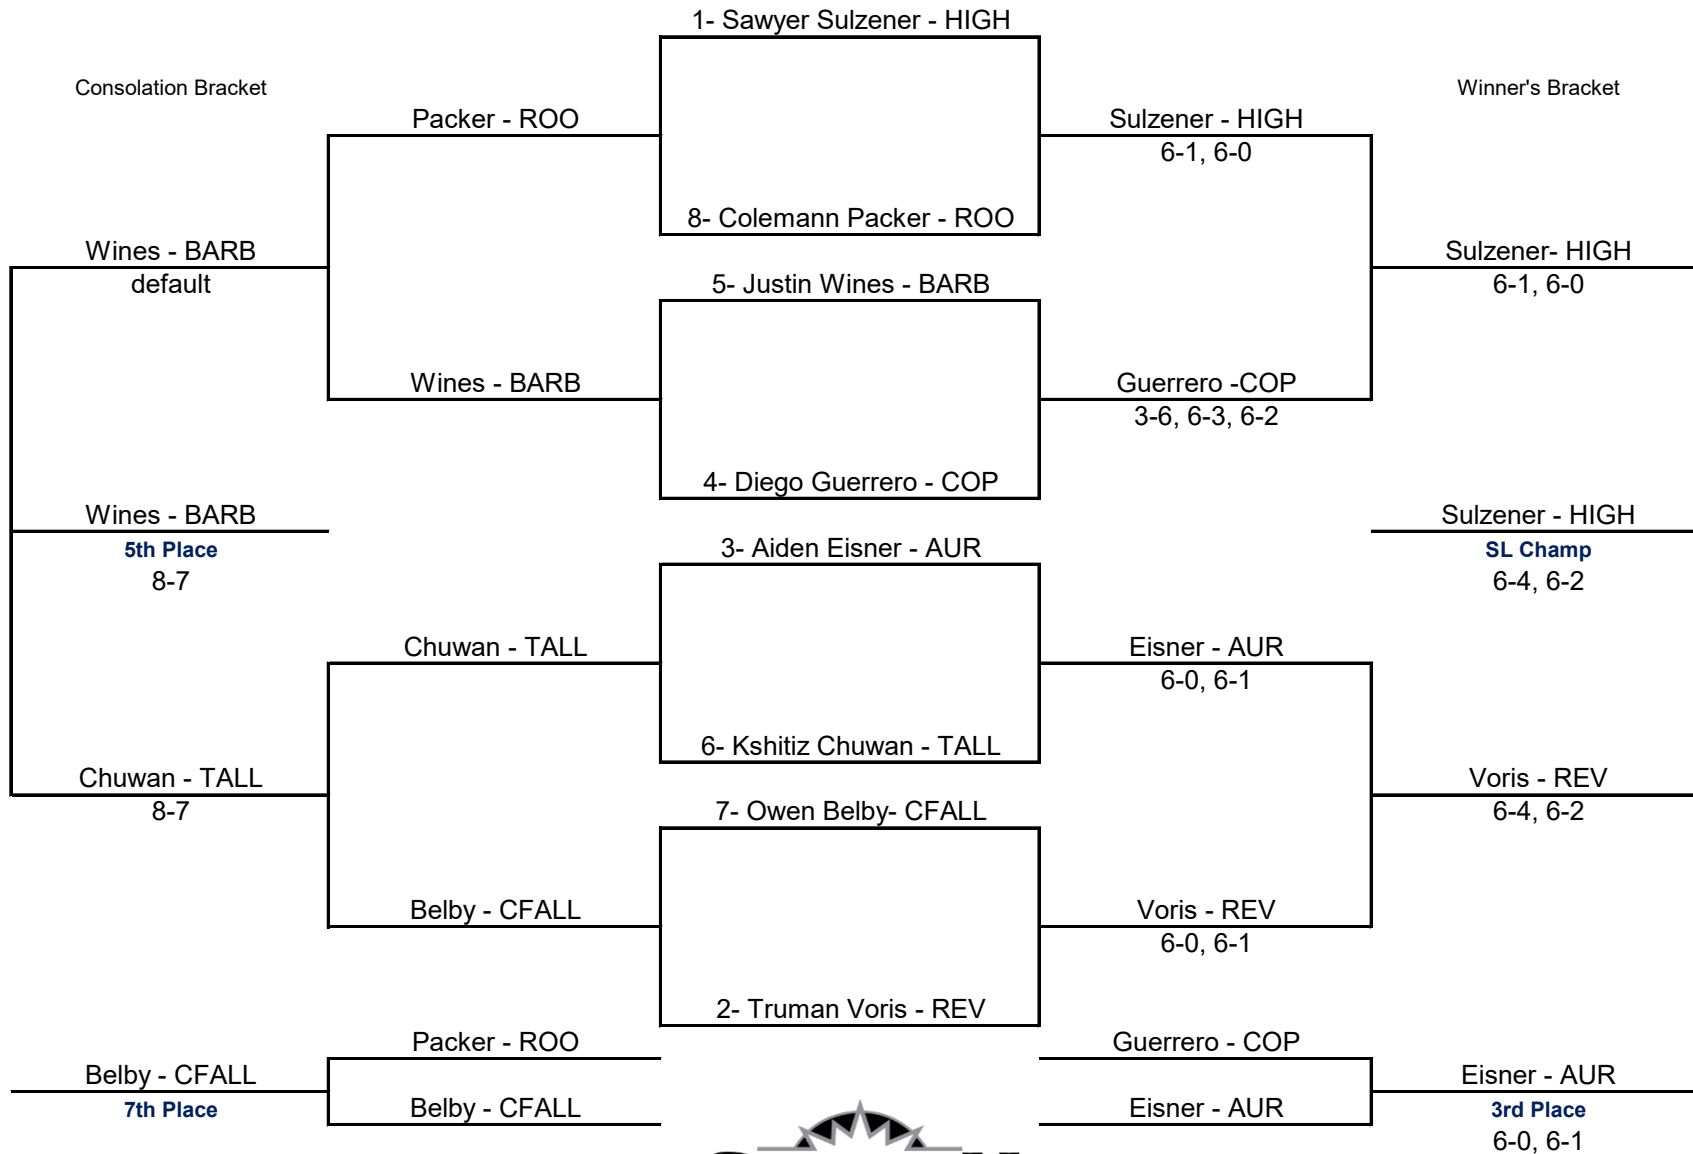 1- Sawyer Sulzener - HIGH
Consolation Bracket
Winner's Bracket
Packer - ROO
Sulzener - HIGH
6-1, 6-0
8- Colemann Packer - ROO
Wines - BARB
default
Sulzener- HIGH
6-1, 6-0
5- Justin Wines - BARB
Wines - BARB
Guerrero -COP
3-6, 6-3, 6-2
4- Diego Guerrero - COP
Wines - BARB
5th Place
8-7
Sulzener - HIGH
SL Champ
6-4, 6-2
3- Aiden Eisner - AUR
Chuwan - TALL
Eisner - AUR
6-0, 6-1
6- Kshitiz Chuwan - TALL
Chuwan - TALL
8-7
Voris - REV
6-4, 6-2
7- Owen Belby- CFALL
Belby - CFALL
Voris - REV
6-0, 6-1
2- Truman Voris - REV
Packer - ROO
Guerrero - COP
Belby - CFALL
7th Place
Eisner - AUR
3rd Place
6-0, 6-1
Belby - CFALL
Eisner - AUR